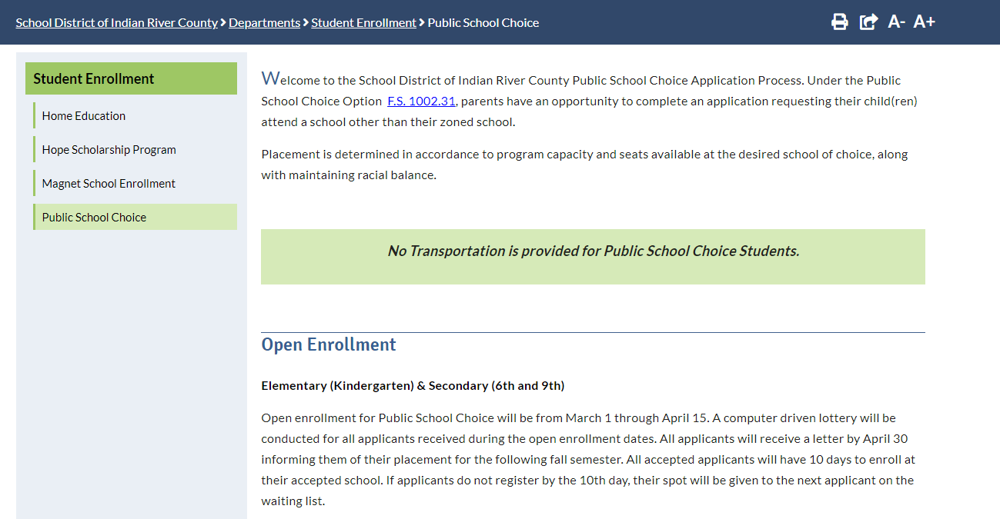 School District of Indian River County > Departments > Student Enrollment > Public School Choice
A- A+
Student Enrollment
Home Education
Hope Scholarship Program
Magnet School Enrollment
Public School Choice
Welcome to the School District of Indian River County Public School Choice Application Process. Under the Public
School Choice Option F.S. 1002.31, parents have an opportunity to complete an application requesting their child(ren)
attend a school other than their zoned school.
Placement is determined in accordance to program capacity and seats available at the desired school of choice, along
with maintaining racial balance.
No Transportation is provided for Public School Choice Students.
Open Enrollment
Elementary (Kindergarten) & Secondary (6th and 9th)
Open enrollment for Public School Choice will be from March 1 through April 15. A computer driven lottery will be
conducted for all applicants received during the open enrollment dates. All applicants will receive a letter by April 30
informing them of their placement for the following fall semester. All accepted applicants will have 10 days to enroll at
their accepted school. If applicants do not register by the 10th day, their spot will be given to the next applicant on the
waiting list.